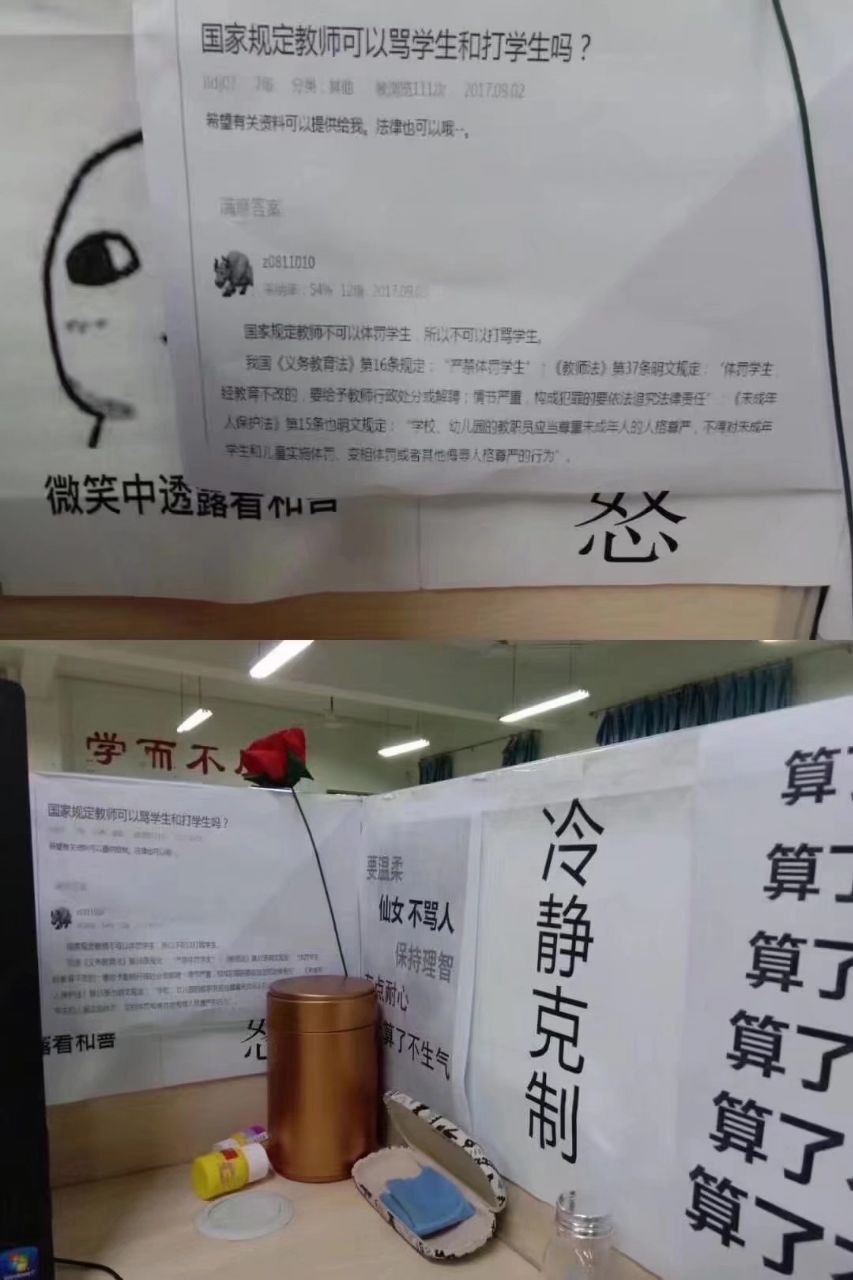 国家规定教师可以骂学生和打学生吗？
分类：其他 被浏览111次 2017.09.02
希望有关资料可以提供给我。法律也可以哦--。
满意答案
z0811010
采纳率：54% 12级 2017.09.03
国家规定教师不可以体罚学生 所以不可以打骂学生。
我国《义务教育法》第16条规定：“严禁体罚学生”；《教师法》第37条明文规定：“体罚学生
经教育不改的，要给予教师行政处分或解聘；情节严重，构成犯罪的要依法追究法律责任”；《未成年
人保护法》第15条也明文规定：“学校、幼儿园的教职员应当尊重未成年人的人格尊严，不得对未成年
学生和儿童实施体罚、变相体罚或者其他侮辱人格尊严的行为”。
微笑中透露着和善
怒
学而不
国家规定教师可以骂学生和打学生吗？
露着和善
要温柔
仙女 不骂人
保持理智
有点耐心
算了不生气
冷静克制
算了
算了
算了
算了
算了
算了